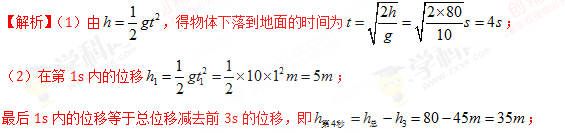 【解析】（1）由 $h=\frac{1}{2}gt^2$，得物体下落到地面的时间为 $t=\sqrt{\frac{2h}{g}}=\sqrt{\frac{2\times 80}{10}}s=4s$；
（2）在第 1s 内的位移 $h_1=\frac{1}{2}gt_1^2=\frac{1}{2}\times 10\times 1^2m=5m$；
最后 1s 内的位移等于总位移减去前 3s 的位移，即 $h_{第4秒}=h_{总}-h_3=80-45m=35m$；